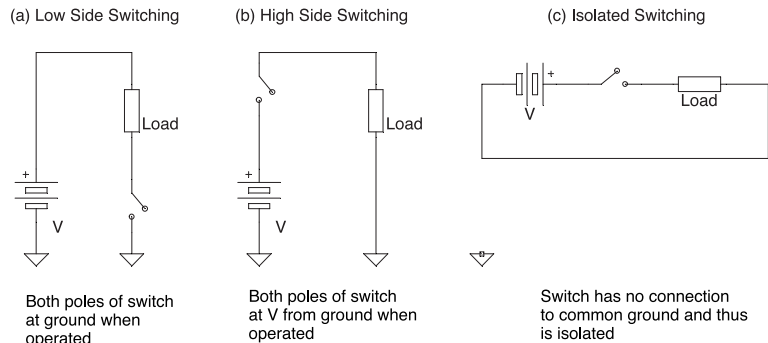 (a) Low Side Switching
(b) High Side Switching
(c) Isolated Switching
+
Load
V
+
Load
V
+
V
Load
Both poles of switch
at ground when
operated
Both poles of switch
at V from ground when
operated
Switch has no connection
to common ground and thus
is isolated